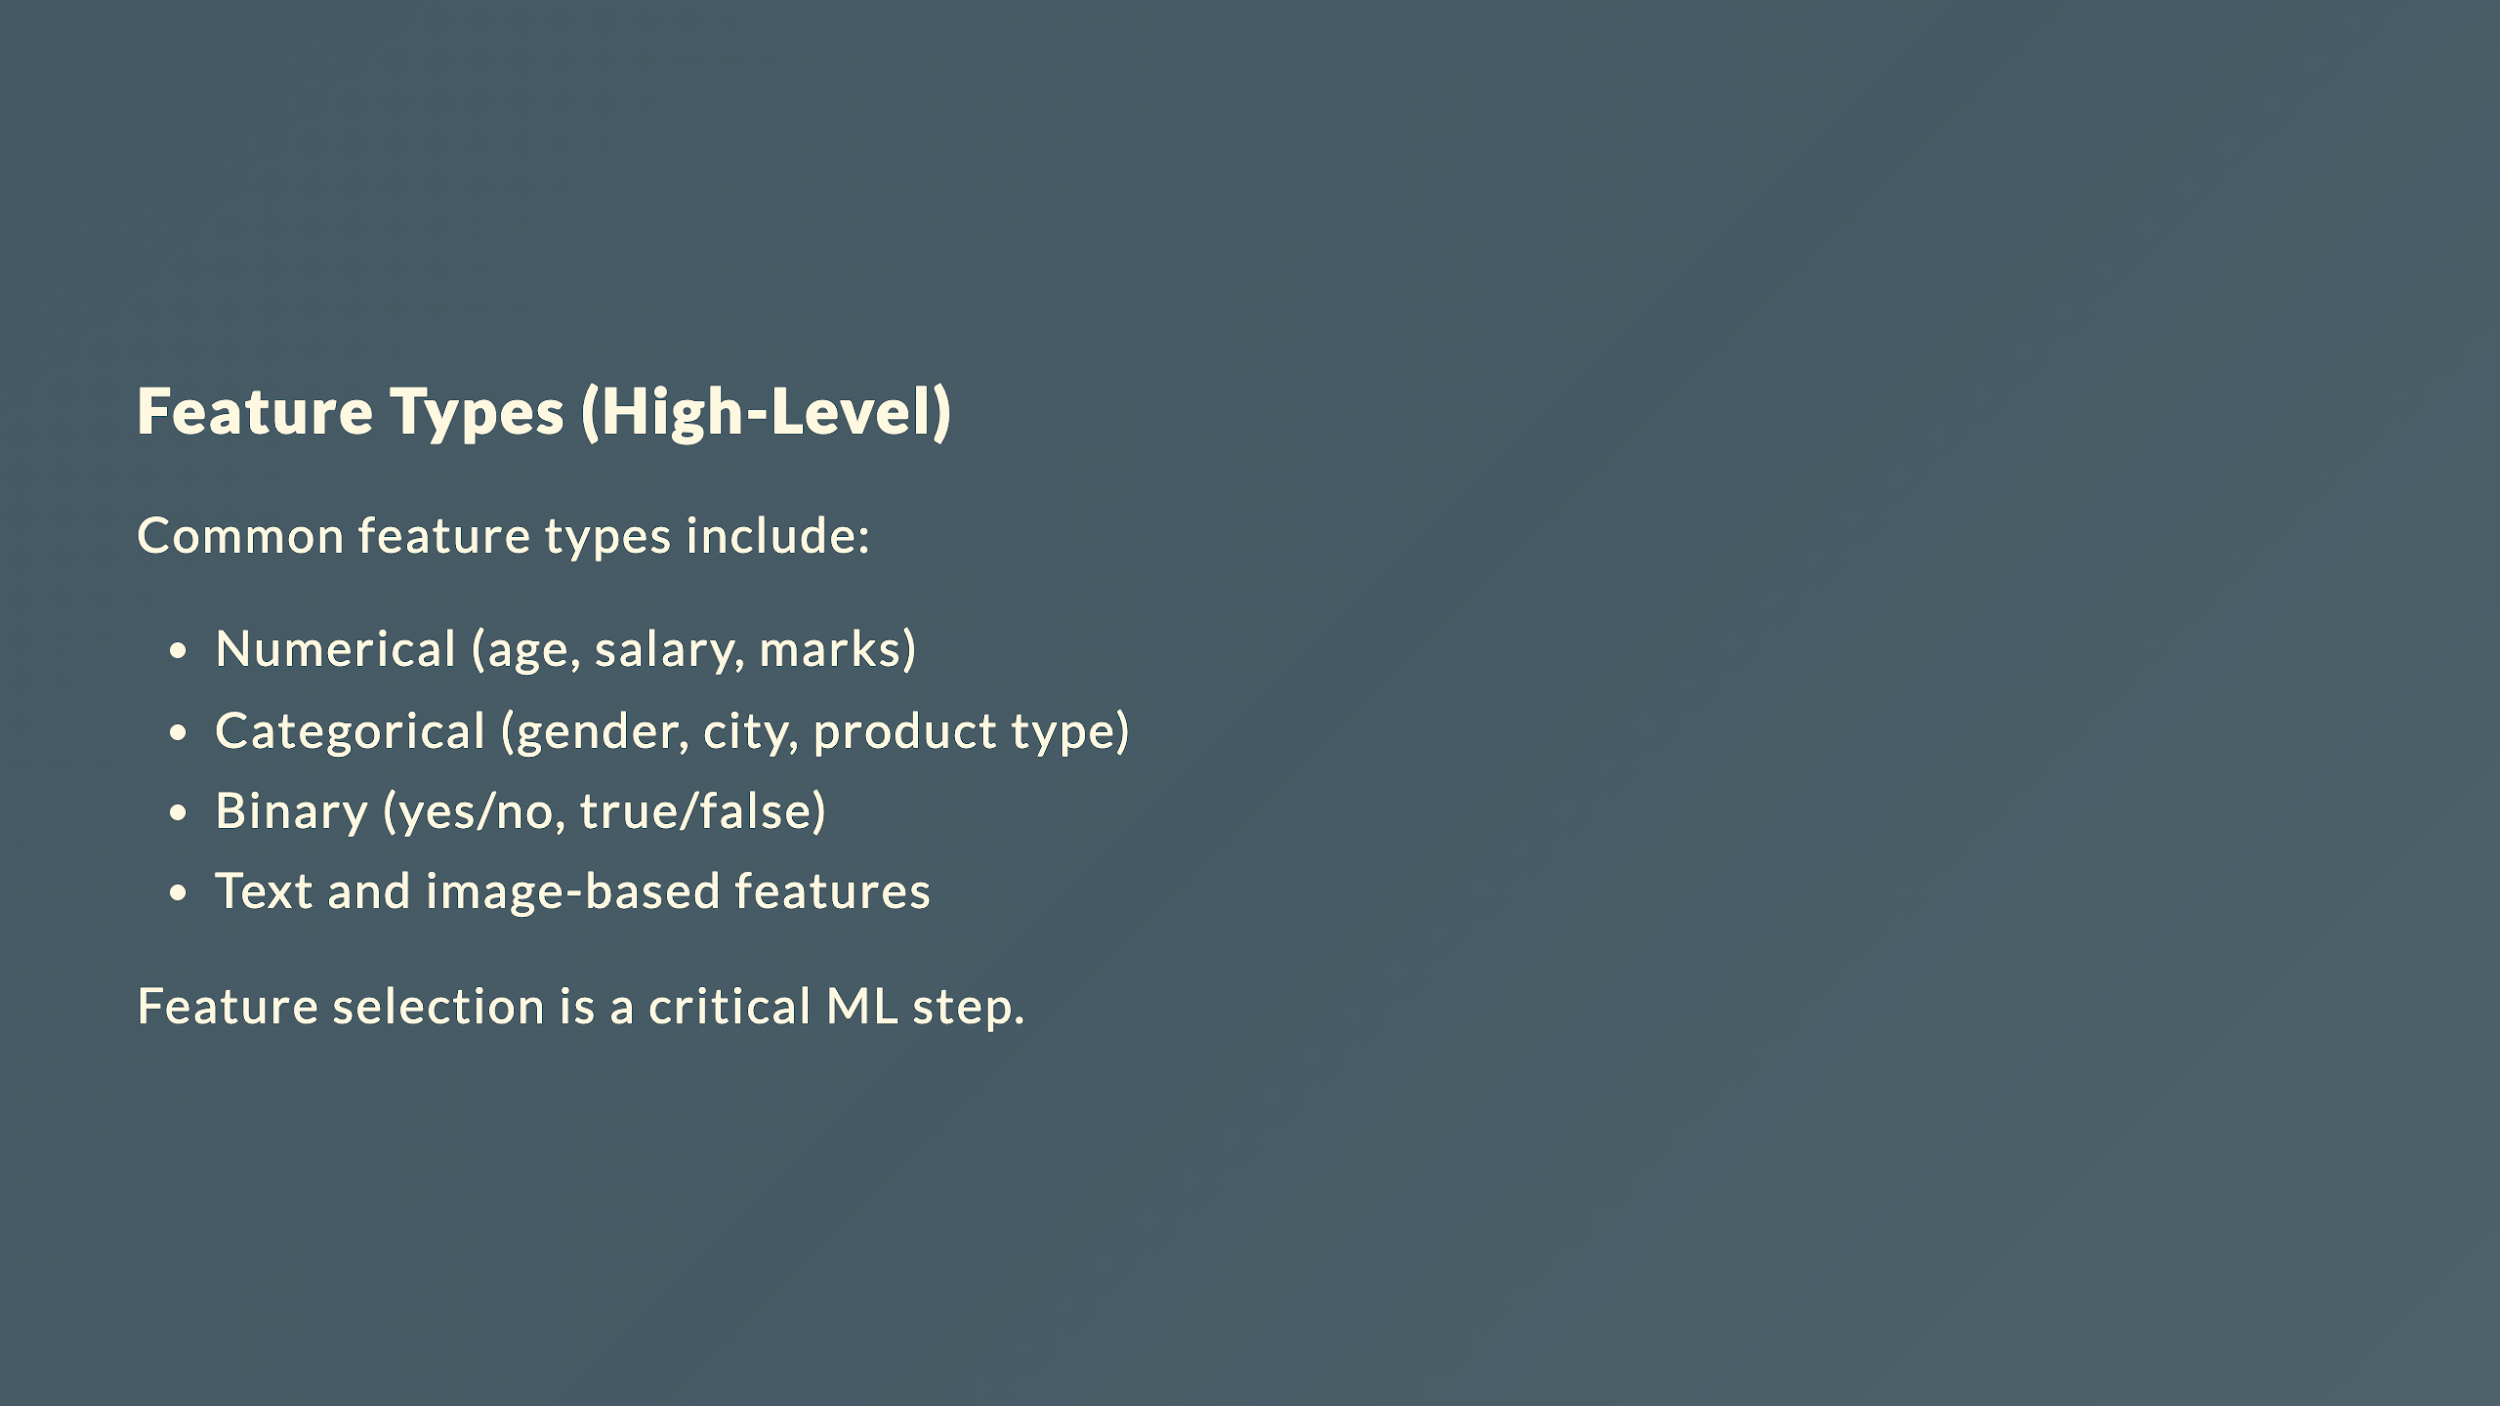 Feature Types (High-Level)
Common feature types include:
• Numerical (age, salary, marks)
• Categorical (gender, city, product type)
• Binary (yes/no, true/false)
• Text and image-based features
Feature selection is a critical ML step.